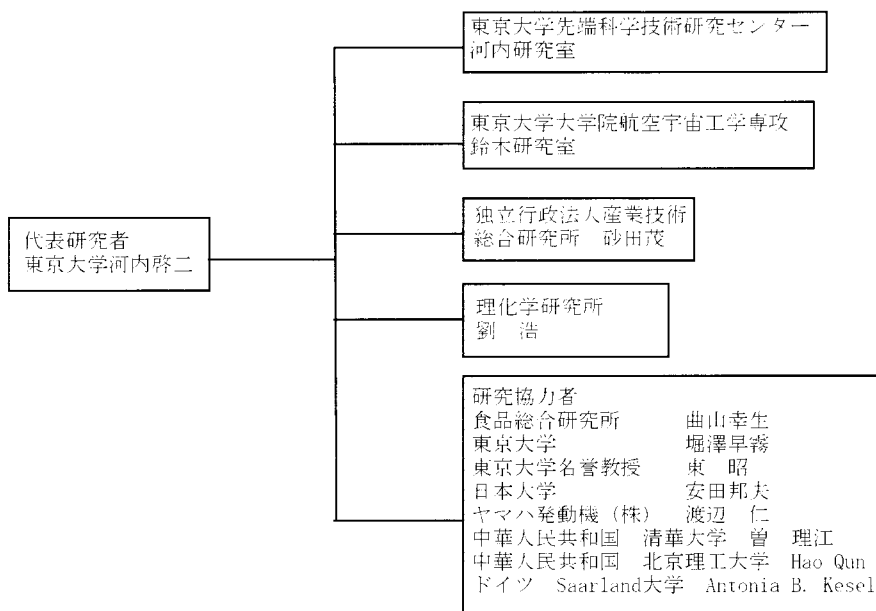 東京大学先端科学技術研究センター
河内研究室
東京大学大学院航空宇宙工学専攻
鈴木研究室
独立行政法人産業技術
総合研究所 砂田茂
代表研究者
東京大学河内啓二
理化学研究所
劉 浩
研究協力者
食品総合研究所 曲山幸生
東京大学 堀澤早霧
東京大学名誉教授 東 昭
日本大学 安田邦夫
ヤマハ発動機(株) 渡辺 仁
中華人民共和国 清華大学 曽 理江
中華人民共和国 北京理工大学 Hao Qun
ドイツ Saarland大学 Antonia B. Kesel